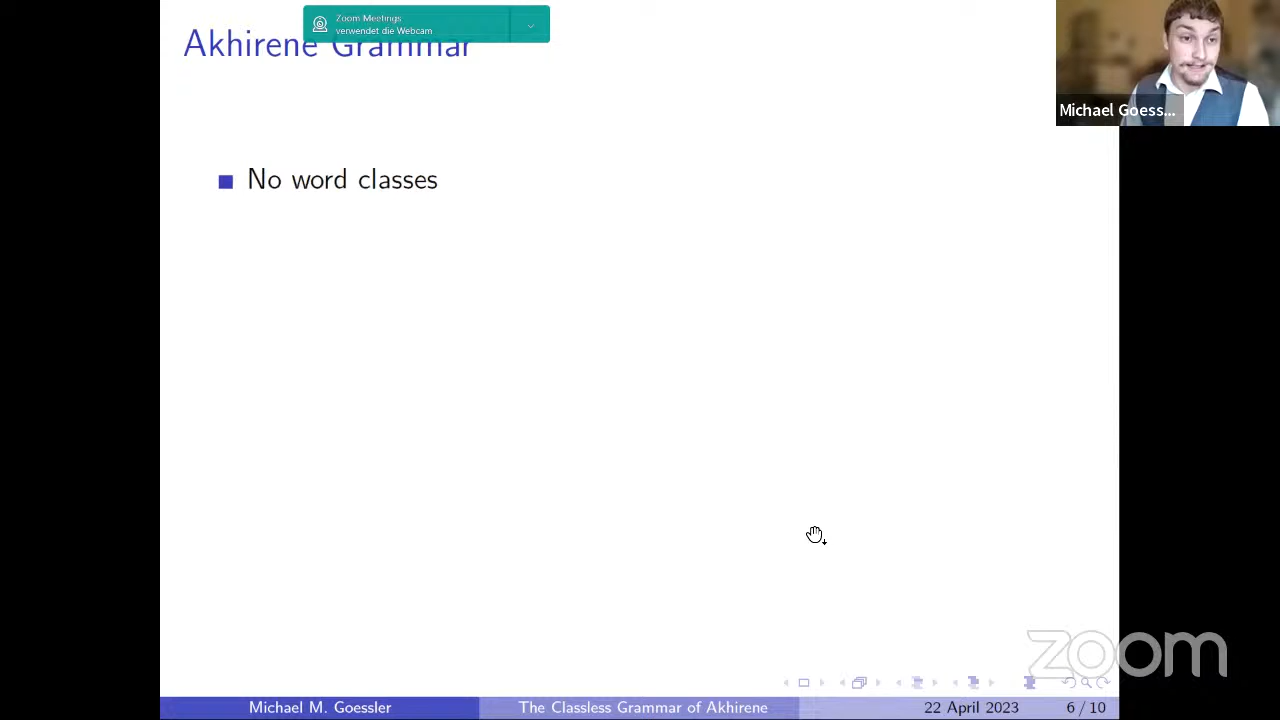 Zoom Meetings
verwendet die Webcam
Akhirene Grammar
Michael Goess...
No word classes
zoom
Michael M. Goessler
The Classless Grammar of Akhirene
22 April 2023
6 / 10